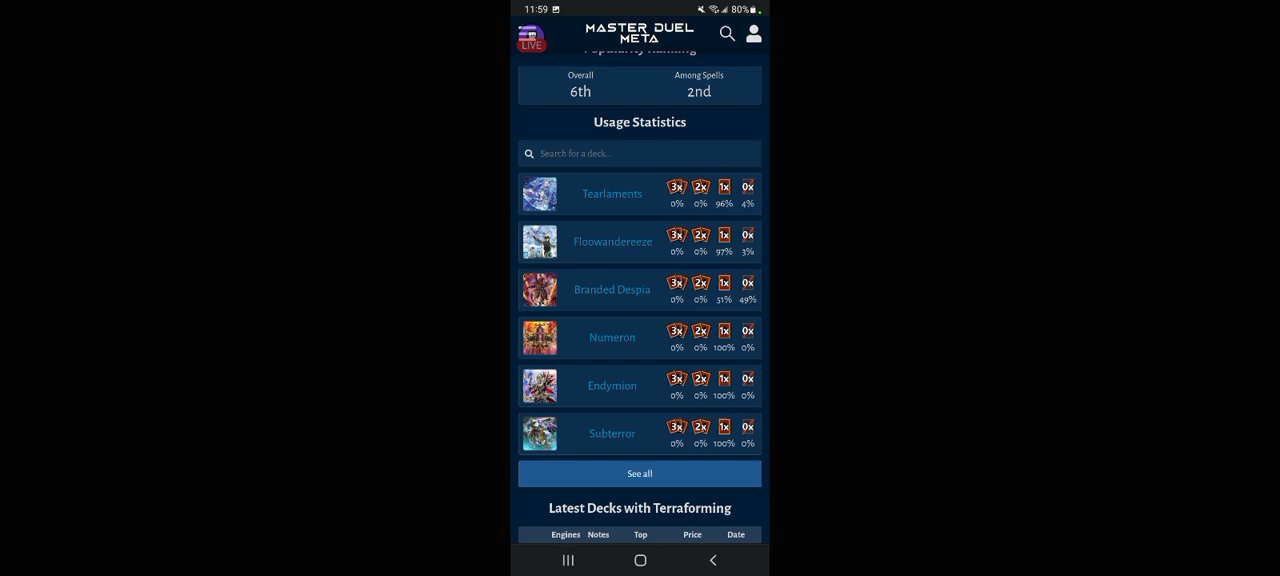 11:59 80%
MASTER DUEL
META
LIVE
Popularity Ranking
Overall Among Spells
6th 2nd
Usage Statistics
Search for a deck...
Tearlaments 3x 2x 1x 0x
0% 0% 96% 4%
Floowandereeze 3x 2x 1x 0x
0% 0% 97% 3%
Branded Despia 3x 2x 1x 0x
0% 0% 51% 49%
Numeron 3x 2x 1x 0x
0% 0% 100% 0%
Endymion 3x 2x 1x 0x
0% 0% 100% 0%
Subterror 3x 2x 1x 0x
0% 0% 100% 0%
See all
Latest Decks with Terraforming
Engines Notes Top Price Date